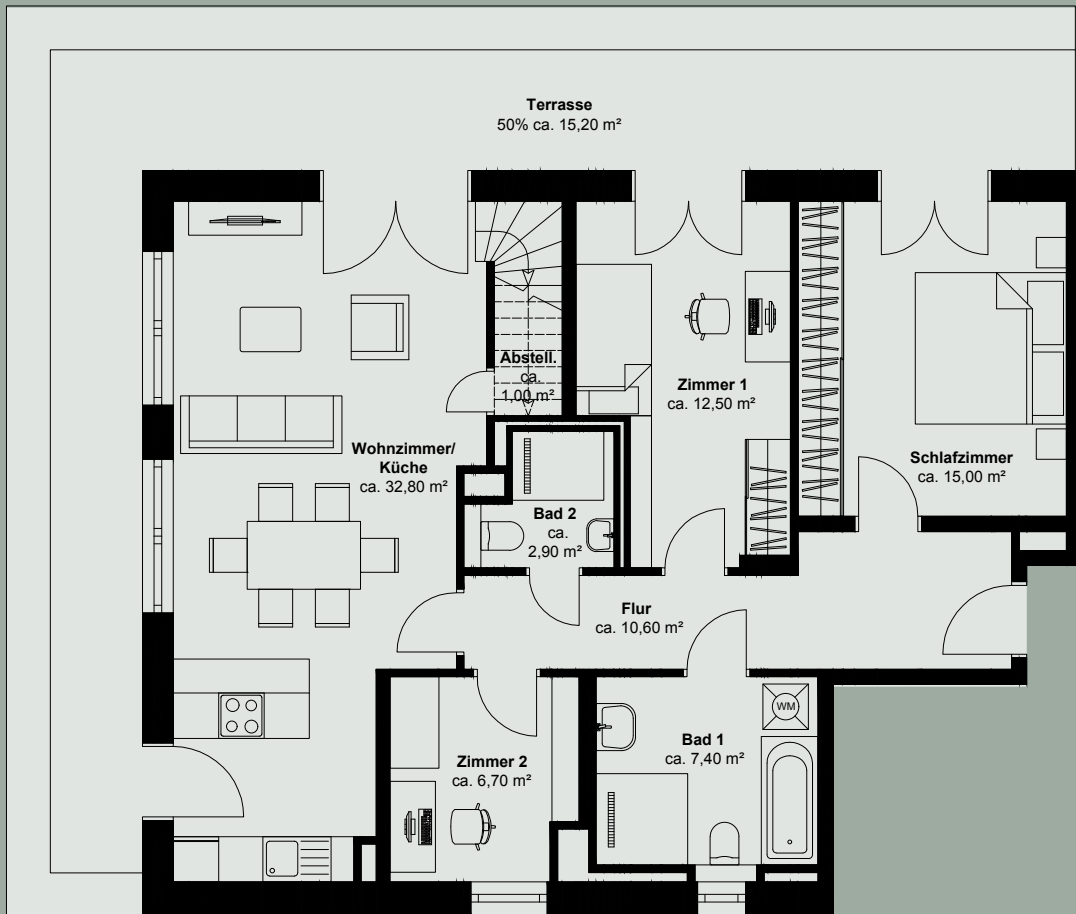 Terrasse
50% ca. 15,20 m²
Abstell.
ca.
1,00 m²
Zimmer 1
ca. 12,50 m²
Wohnzimmer/
Küche
ca. 32,80 m²
Schlafzimmer
ca. 15,00 m²
Bad 2
ca.
2,90 m²
Flur
ca. 10,60 m²
WM
Bad 1
ca. 7,40 m²
Zimmer 2
ca. 6,70 m²